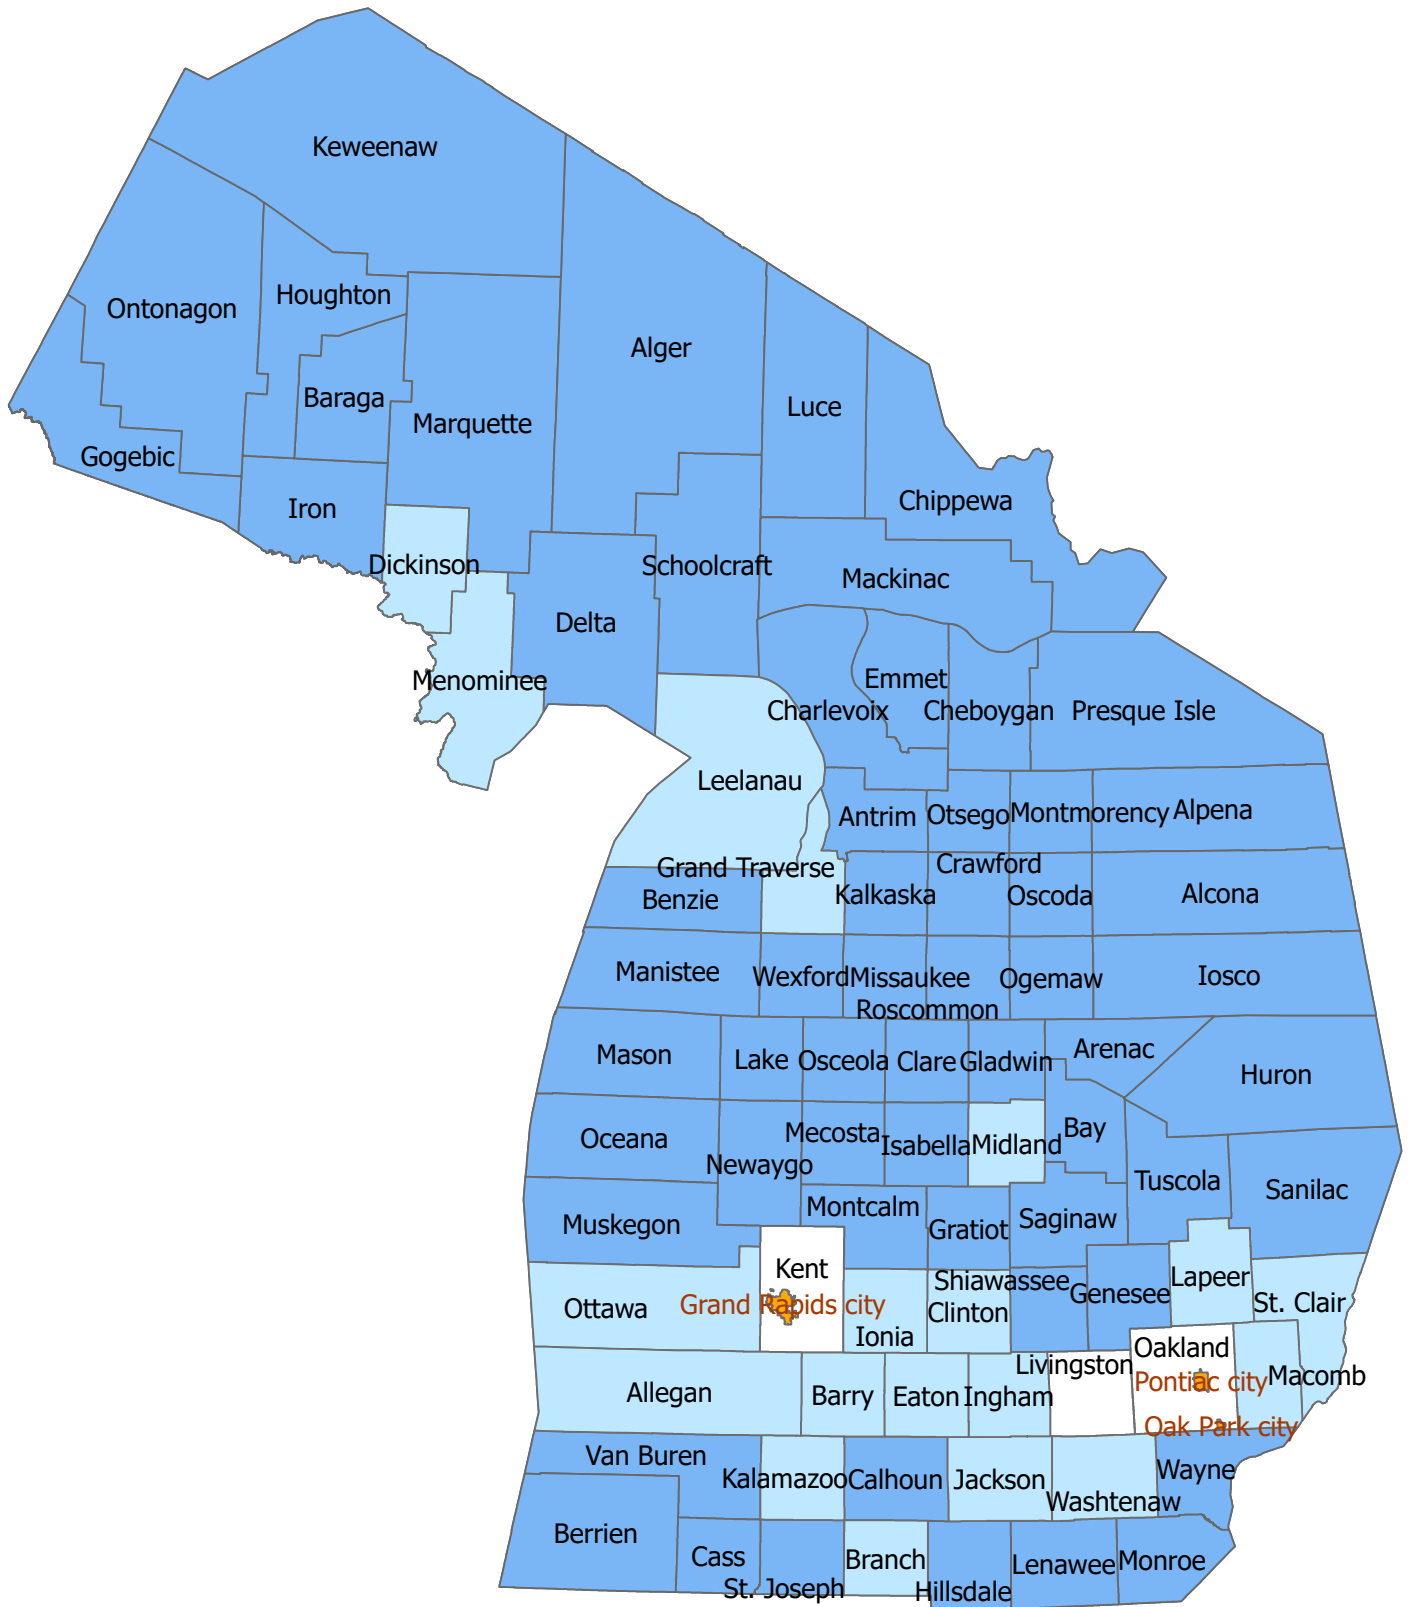 Keweenaw
Ontonagon
Houghton
Alger
Baraga
Marquette
Luce
Gogebic
Iron
Chippewa
Dickinson
Schoolcraft
Mackinac
Delta
Menominee
Emmet
Charlevoix
Cheboygan
Presque Isle
Leelanau
Antrim
Otsego
Montmorency
Alpena
Grand Traverse
Crawford
Benzie
Kalkaska
Oscoda
Alcona
Manistee
Wexford
Missaukee
Ogemaw
Iosco
Roscommon
Mason
Lake
Osceola
Clare
Gladwin
Arenac
Huron
Oceana
Mecosta
Isabella
Midland
Bay
Newaygo
Tuscola
Sanilac
Montcalm
Muskegon
Gratiot
Saginaw
Kent
Shiawassee
Genesee
Lapeer
Ottawa
Grand Rapids city
Clinton
St. Clair
Ionia
Oakland
Livingston
Pontiac city
Macomb
Allegan
Barry
Eaton
Ingham
Oak Park city
Van Buren
Kalamazoo
Calhoun
Jackson
Wayne
Washtenaw
Berrien
Cass
Branch
Lenawee
Monroe
St. Joseph
Hillsdale